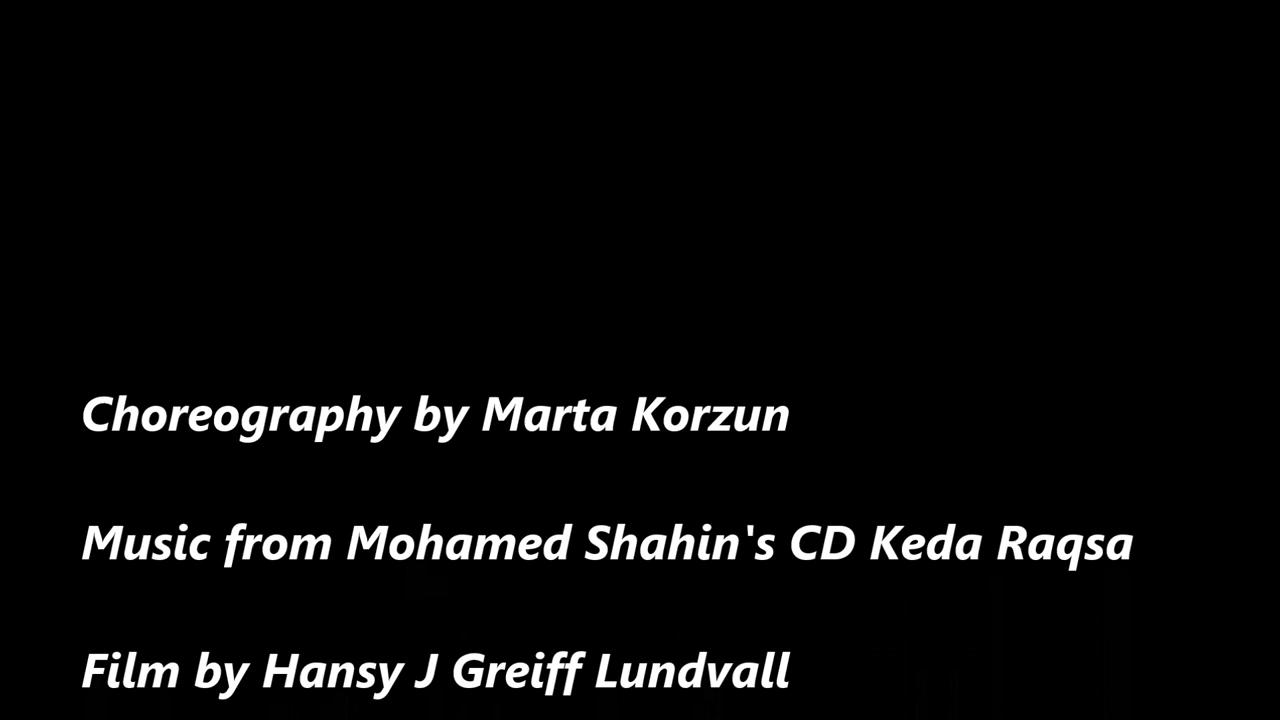 Choreography by Marta Korzun
Music from Mohamed Shahin's CD Keda Raqsa
Film by Hansy J Greiff Lundvall